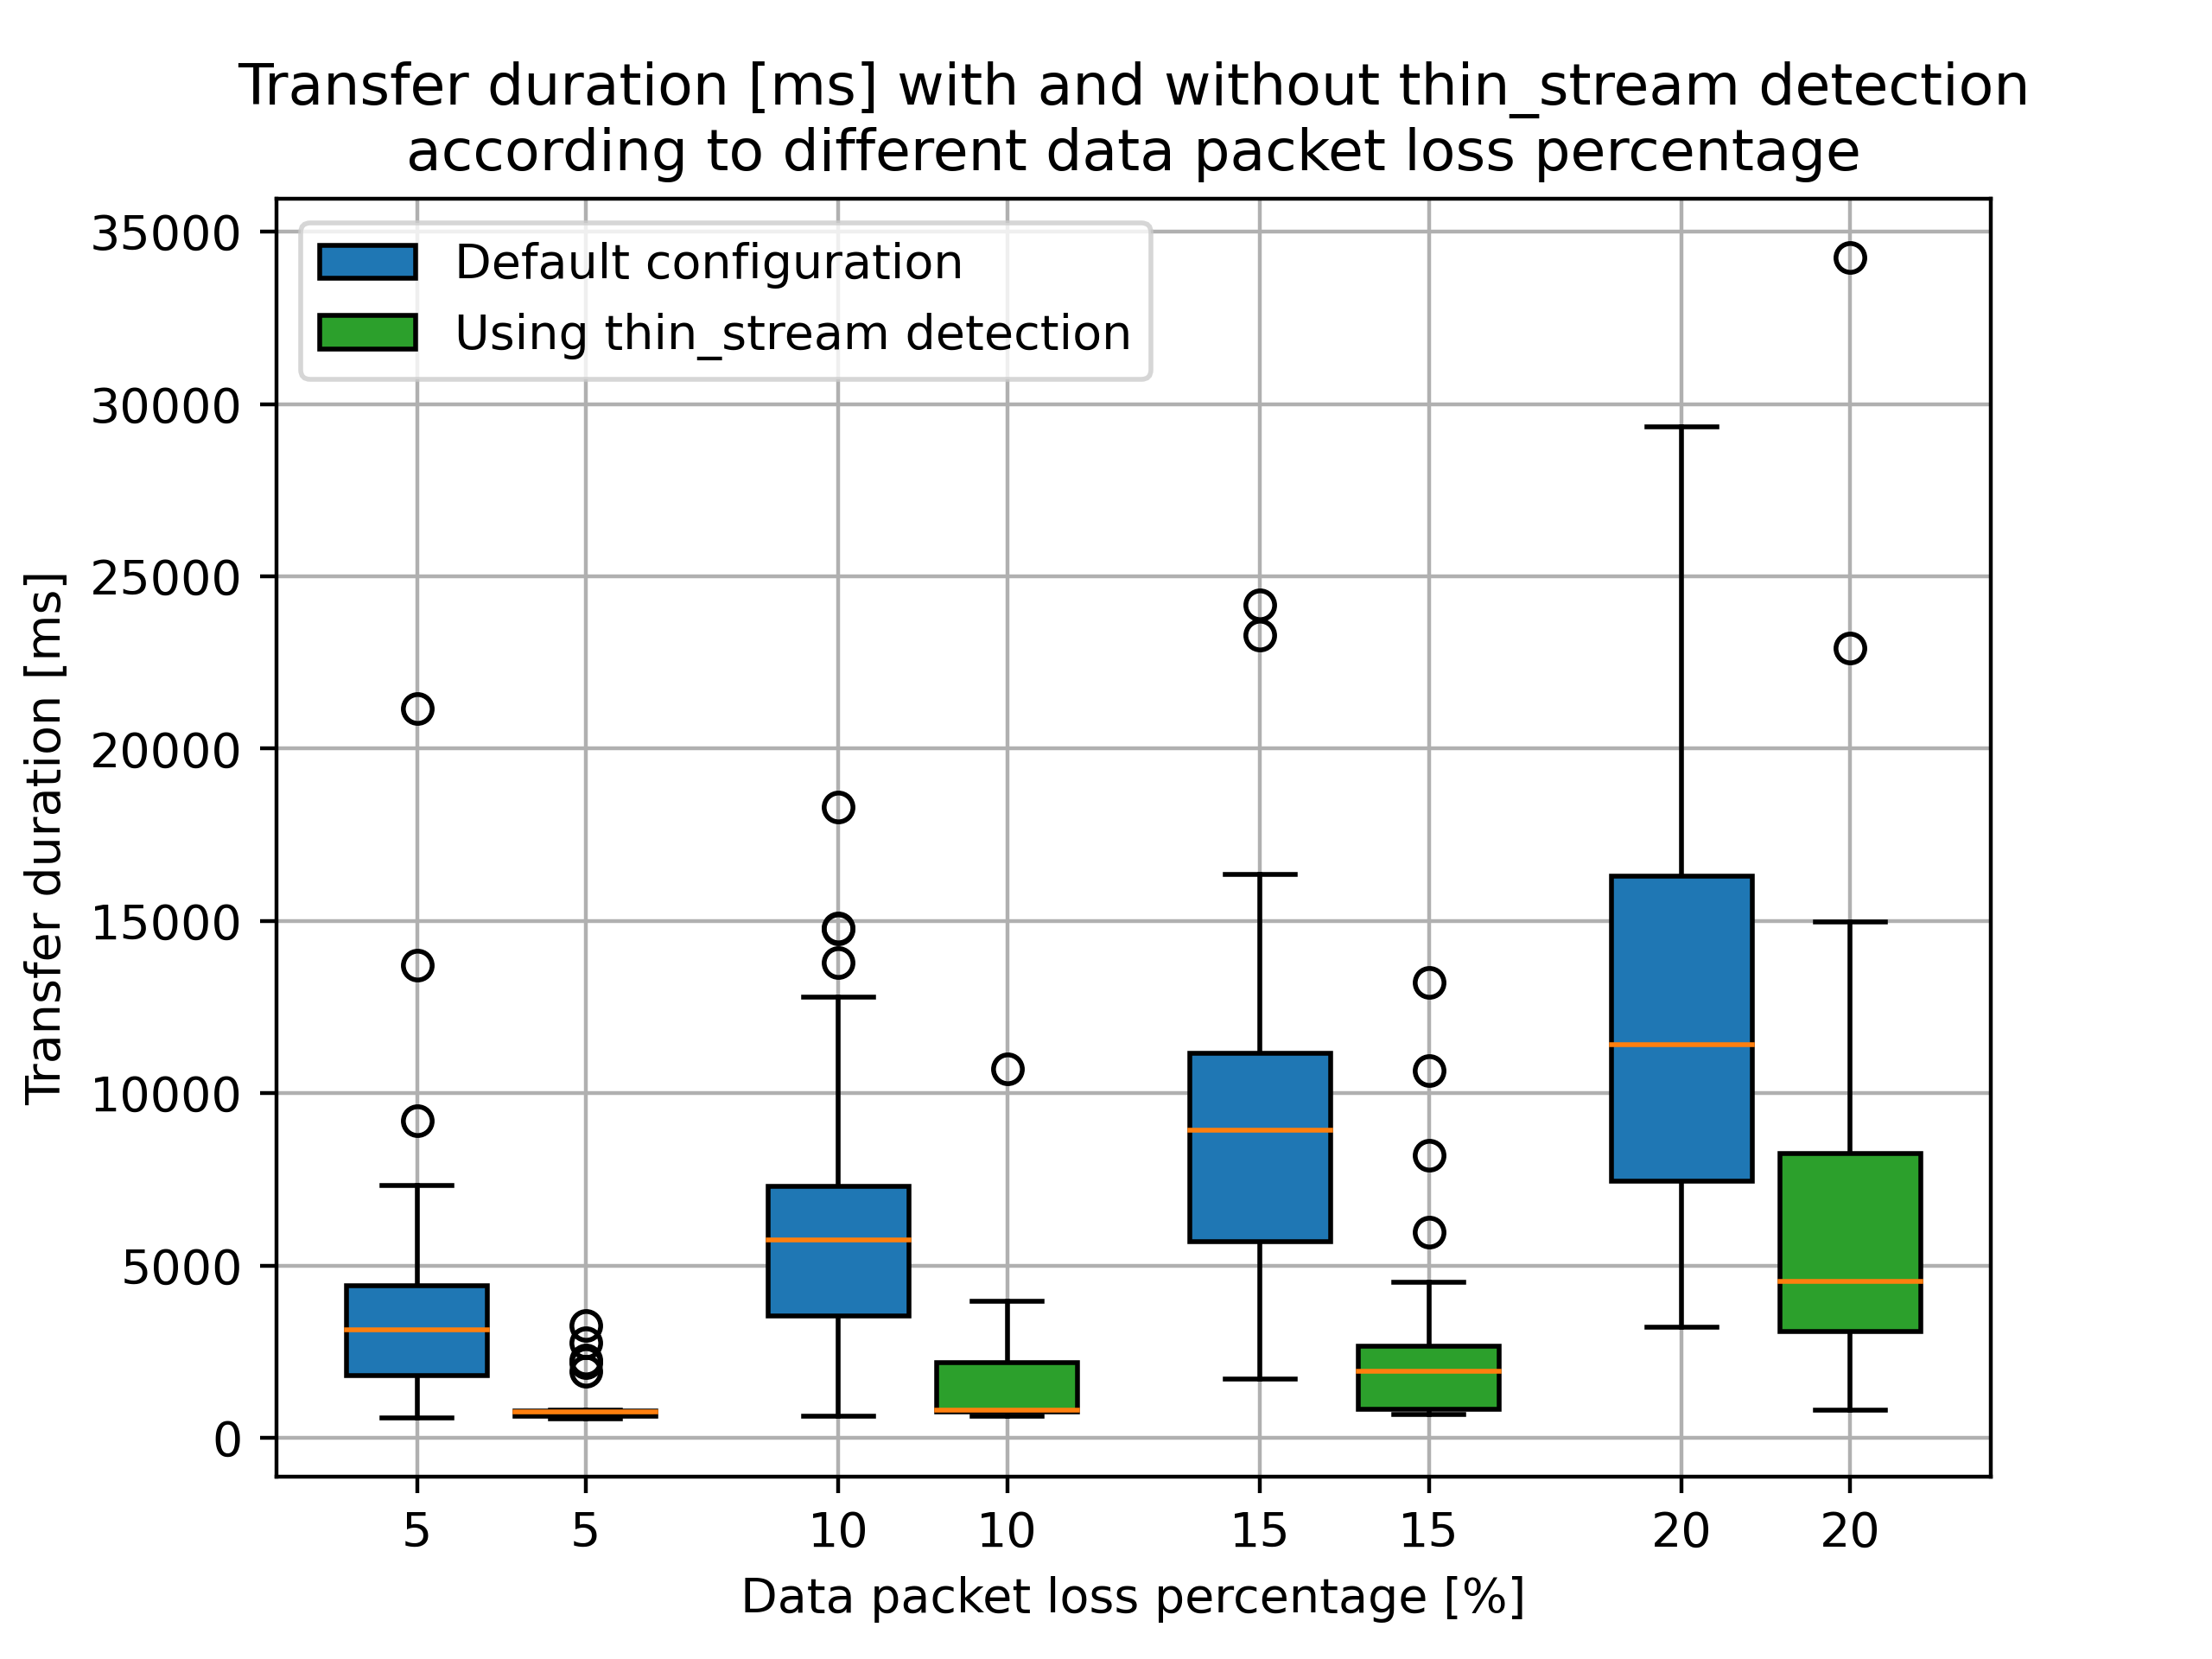 Transfer duration [ms] with and without thin_stream detection
according to different data packet loss percentage
Default configuration
Using thin_stream detection
Transfer duration [ms]
35000
30000
25000
20000
15000
10000
5000
0
5 5 10 10 15 15 20 20
Data packet loss percentage [%]